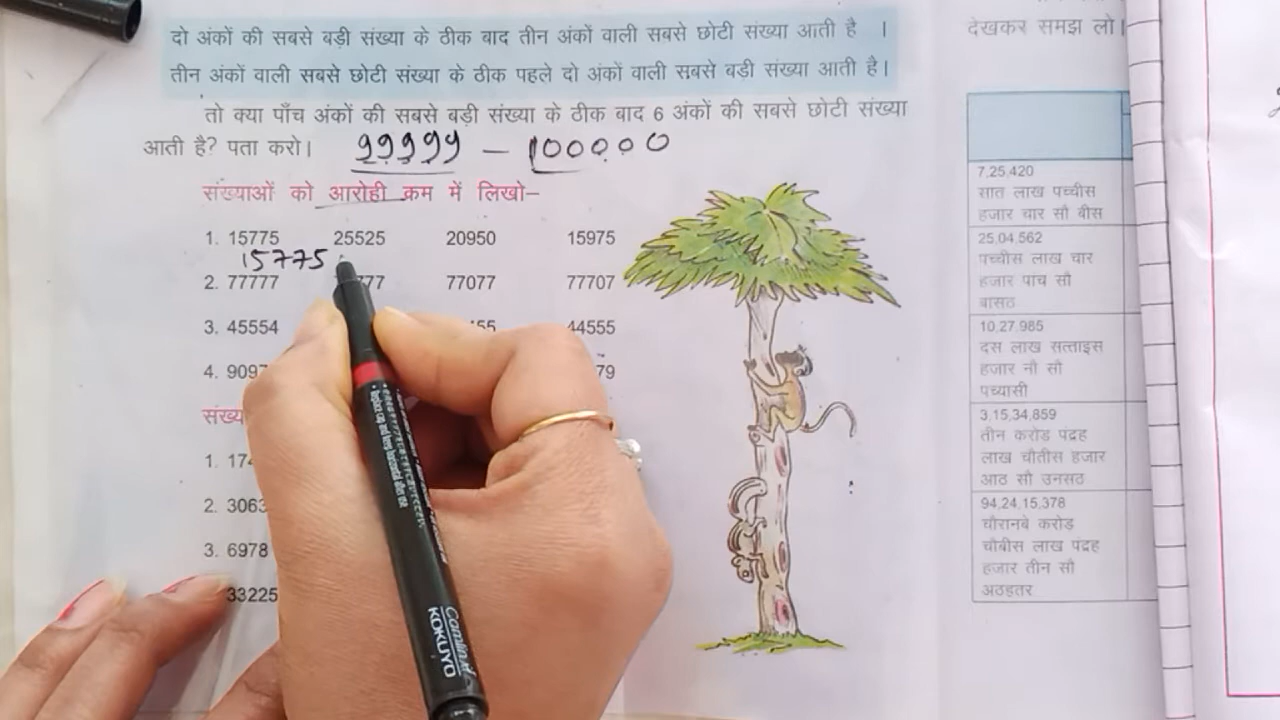 दो अंकों की सबसे बड़ी संख्या के ठीक बाद तीन अंकों वाली सबसे छोटी संख्या आती है ।
तीन अंकों वाली सबसे छोटी संख्या के ठीक पहले दो अंकों वाली सबसे बडी संख्या आती है।
तो क्या पाँच अंकों की सबसे बड़ी संख्या के ठीक बाद 6 अंकों की सबसे छोटी संख्या
आती है? पता करो। 99999 – 100000
संख्याओं को आरोही क्रम में लिखो–
1. 15775 25525 20950 15975
15775
2. 77777 77077 77707
3. 45554 44555
4.
1.
2.
3. 6978
33225
देखकर समझ लो।
7,25,420
सात लाख पच्चीस
हजार चार सौ बीस
25,04,562
पच्चीस लाख चार
हजार पाच सौ
बासठ
10,27,985
दस लाख सत्ताइस
हजार नौ सौ
पच्यासी
3,15,34,859
तीन करोड पंद्रह
लाख चौतीस हजार
आठ सौ उनसठ
94,24,15,378
चौरानबे करोड
चौबीस लाख पंद्रह
हजार तीन सौ
अठहतर
Camlin
KOKUYO